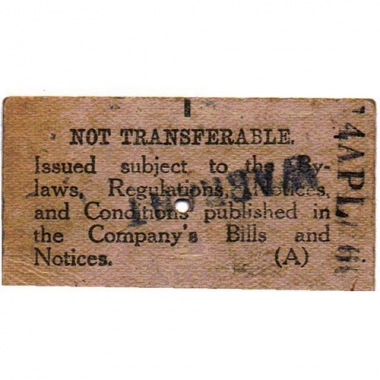 NOT TRANSFERABLE.
Issued subject to the By-
laws, Regulations, Notices,
and Conditions published in
the Company's Bills and
Notices. (A)